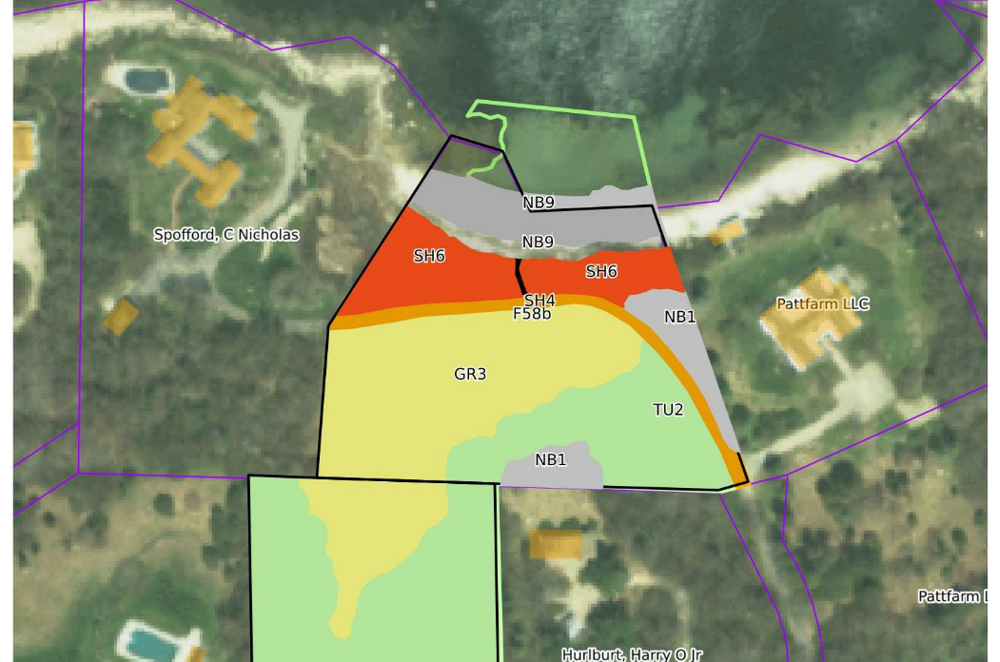 NB9
Spofford, C Nicholas
NB9
SH6
SH6
SH4
Pattfarm LLC
F58b
NB1
GR3
TU2
NB1
Pattfarm L
Hurlburt, Harry O Jr